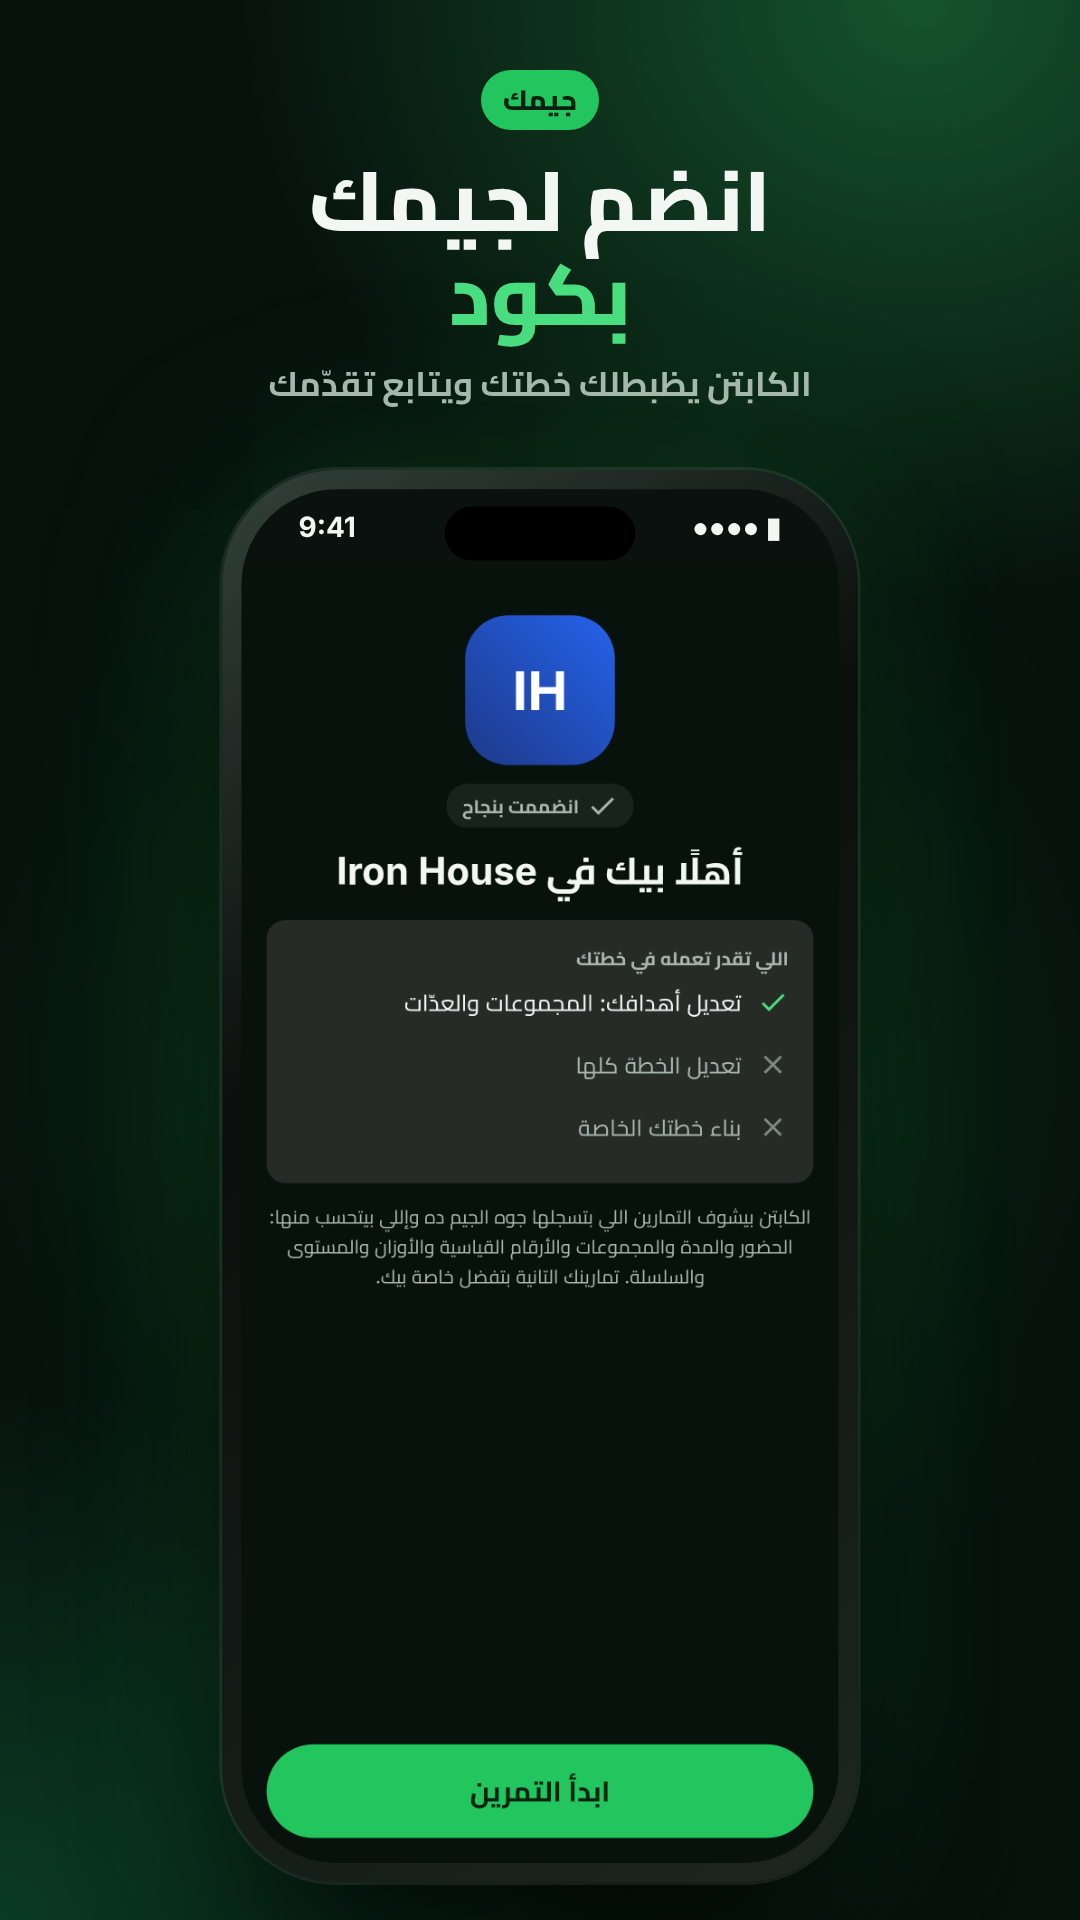 جيمك
انضم لجيمك
بكود
الكابتن يظبطلك خطتك ويتابع تقدّمك
9:41
IH
انضممت بنجاح
أهلًا بيك في Iron House
اللي تقدر تعمله في خطتك
تعديل أهدافك: المجموعات والعدّات
تعديل الخطة كلها
بناء خطتك الخاصة
الكابتن بيشوف التمارين اللي بتسجلها جوه الجيم ده وإللي بيتحسب منها:
الحضور والمدة والمجموعات والأرقام القياسية والأوزان والمستوى
والسلسلة. تمارينك التانية بتفضل خاصة بيك.
ابدأ التمرين